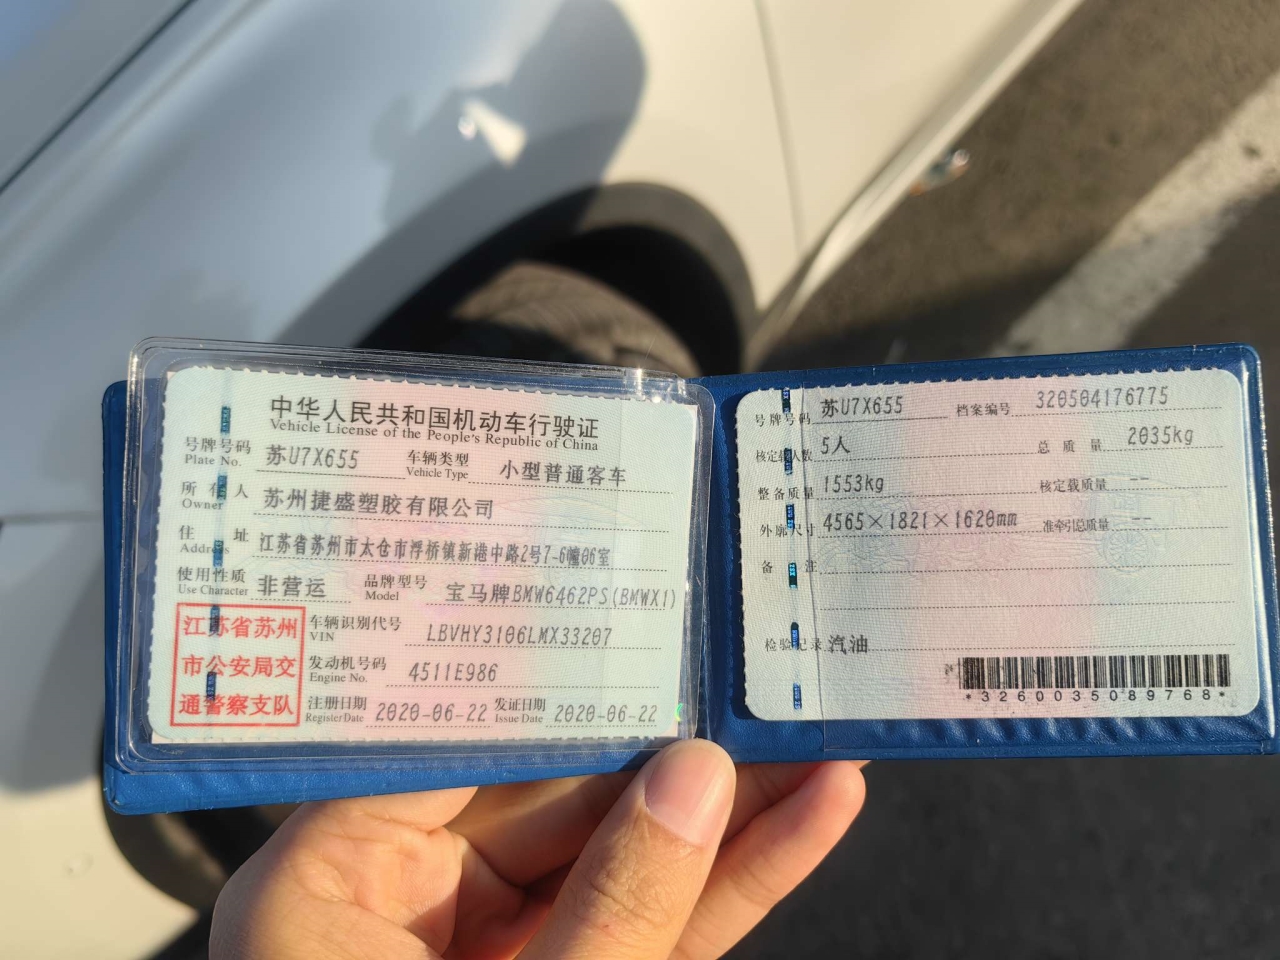 中华人民共和国机动车行驶证
Vehicle License of the People's Republic of China
号牌号码 Plate No. 苏U7X655 车辆类型 Vehicle Type 小型普通客车
所有人 Owner 苏州捷盛塑胶有限公司
住址 Address 江苏省苏州市太仓市浮桥镇新港中路2号7-6幢06室
使用性质 Use Character 非营运 品牌型号 Model 宝马牌BMW6462PS(BMWX1)
江苏省苏州
市公安局交
通警察支队
车辆识别代号 VIN LBVHY3106LMX33207
发动机号码 Engine No. 4511E986
注册日期 Register Date 2020-06-22 发证日期 Issue Date 2020-06-22
号牌号码 苏U7X655 档案编号 320504176775
核定载人数 5人 总质量 2035kg
整备质量 1553kg 核定载质量 --
外廓尺寸 4565×1821×1620mm 准牵引总质量 --
备注
检验记录 汽油
*3260035089768*